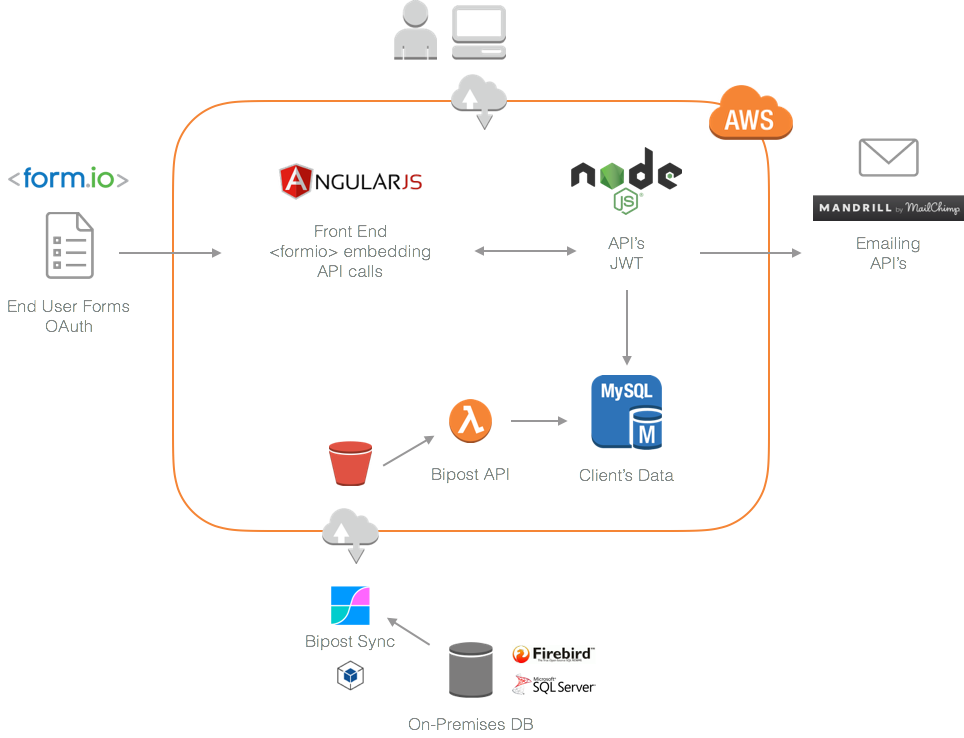 AWS
<form.io>
End User Forms
OAuth
ANGULARJS
Front End
<formio> embedding
API calls
node
JS
API's
JWT
MANDRILL by MailChimp
Emailing
API's
MySQL
M
Client's Data
λ
Bipost API
Bipost Sync
Firebird™
Microsoft®
SQL Server
On-Premises DB